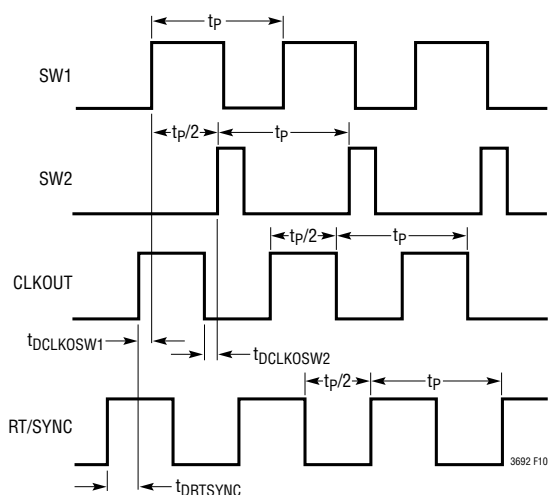 tP
SW1
tP/2 tP
SW2
tP/2 tP
CLKOUT
tDCLKOSW1 tDCLKOSW2
tP/2 tP
RT/SYNC
3692 F10
tDRTSYNC